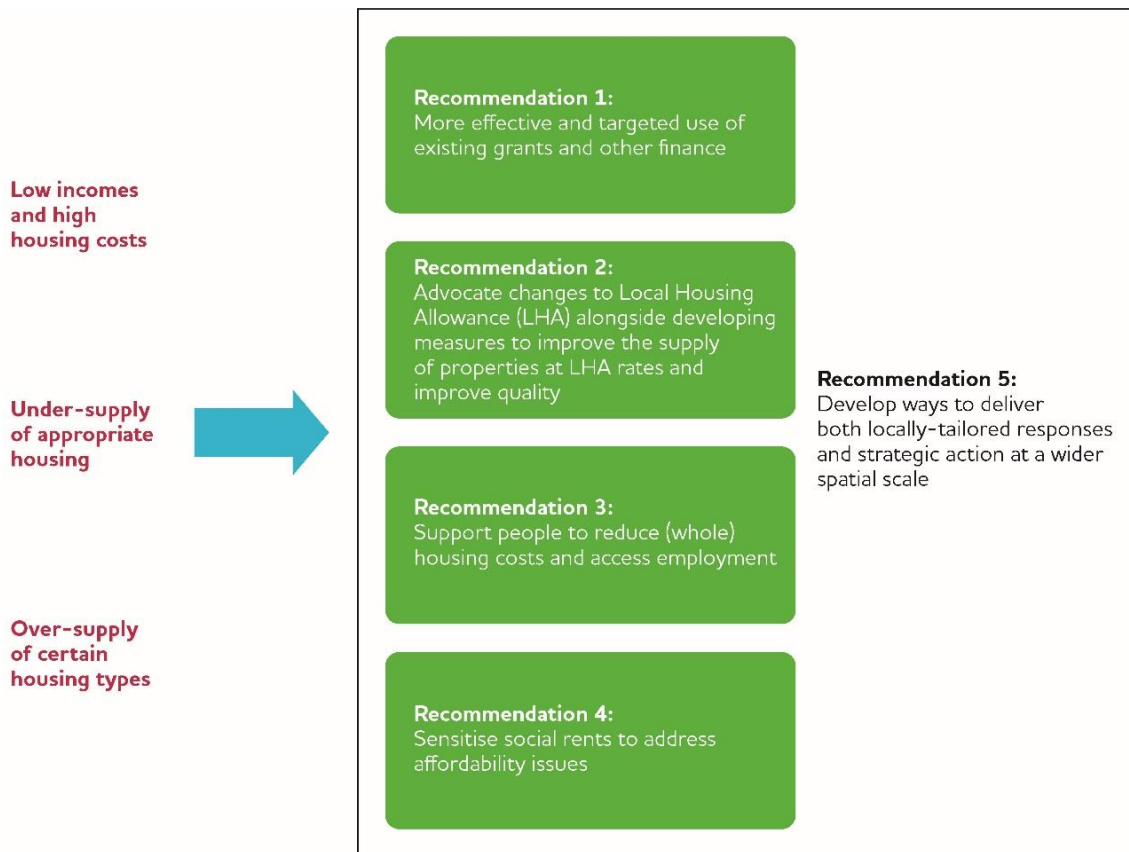 Low incomes
and high
housing costs
Under-supply
of appropriate
housing
Over-supply
of certain
housing types
Recommendation 1:
More effective and targeted use of
existing grants and other finance
Recommendation 2:
Advocate changes to Local Housing
Allowance (LHA) alongside developing
measures to improve the supply
of properties at LHA rates and
improve quality
Recommendation 3:
Support people to reduce (whole)
housing costs and access employment
Recommendation 4:
Sensitise social rents to address
affordability issues
Recommendation 5:
Develop ways to deliver
both locally-tailored responses
and strategic action at a wider
spatial scale